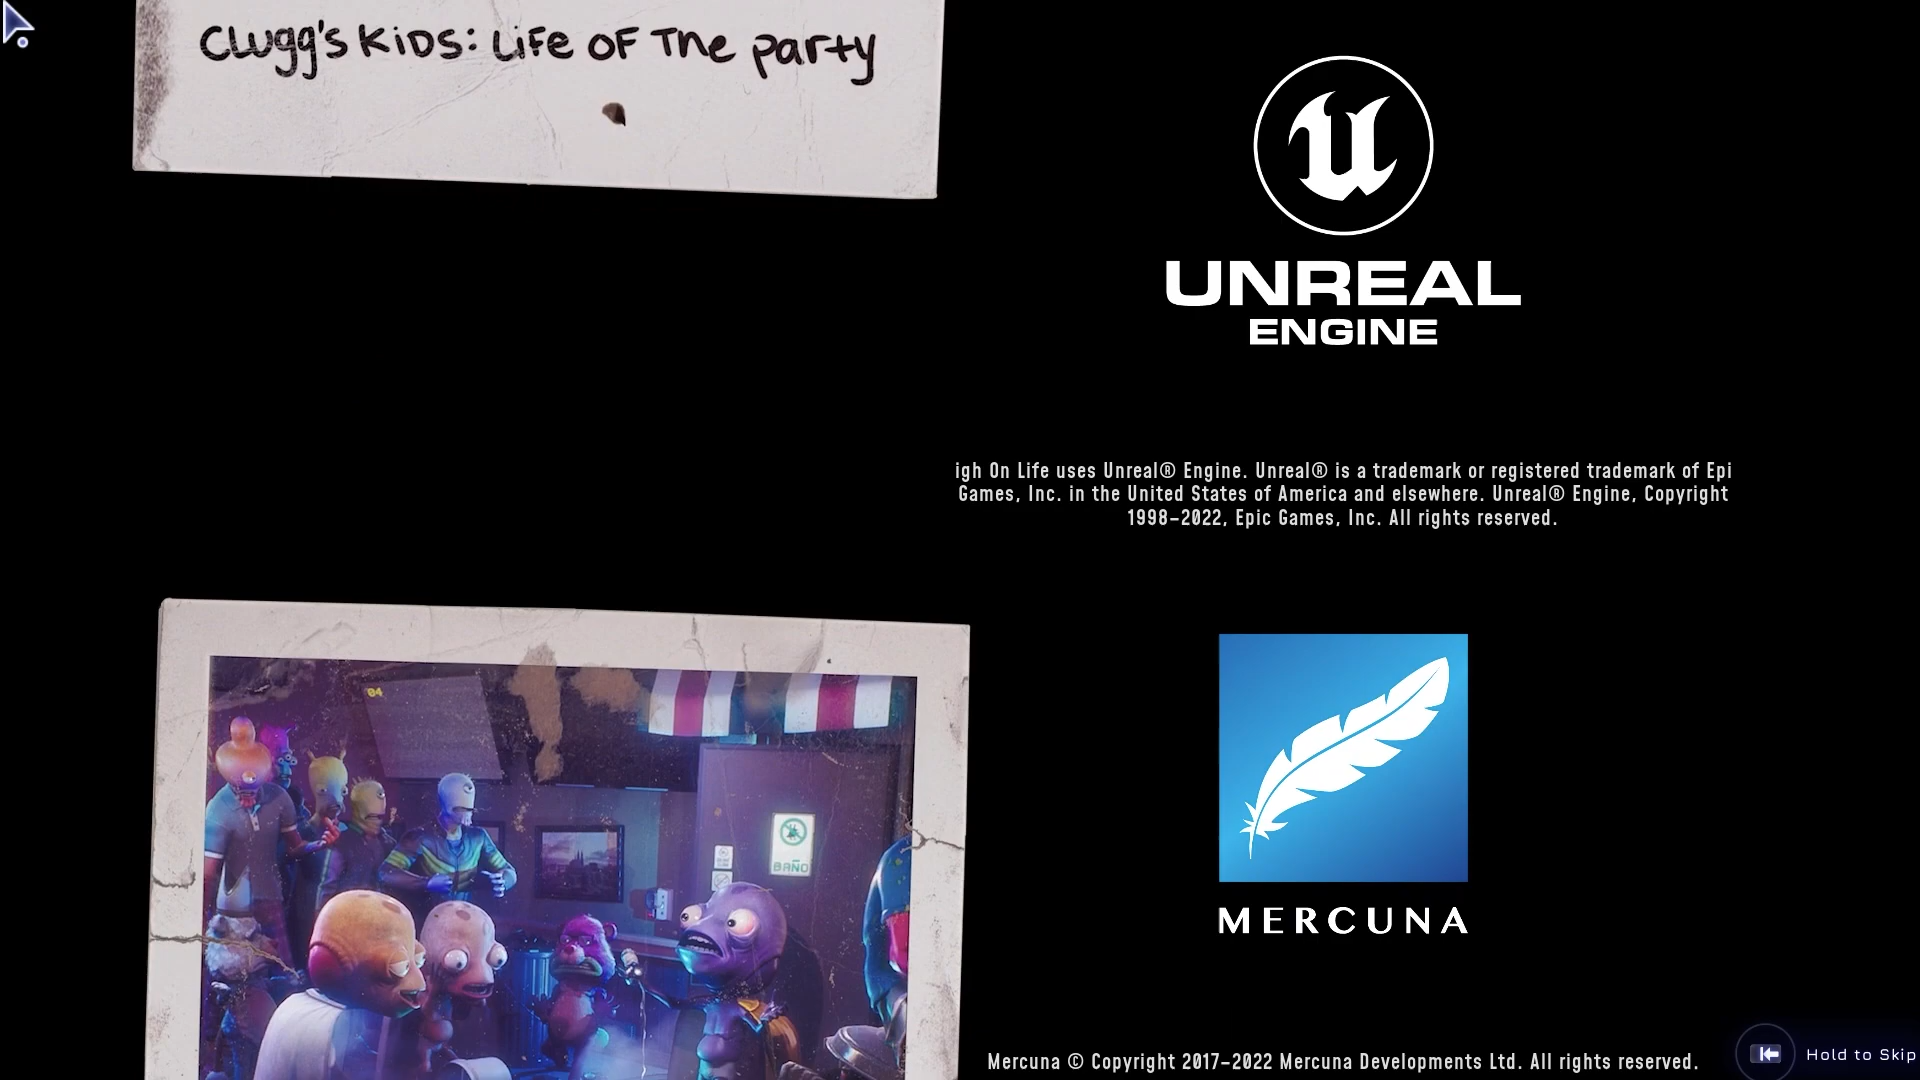 Clugg's Kids: Life of The party
UNREAL
ENGINE
igh On Life uses Unreal® Engine. Unreal® is a trademark or registered trademark of Epi
Games, Inc. in the United States of America and elsewhere. Unreal® Engine, Copyright
1998–2022, Epic Games, Inc. All rights reserved.
04
BAÑO
MERCUNA
Mercuna © Copyright 2017–2022 Mercuna Developments Ltd. All rights reserved.
Hold to Skip